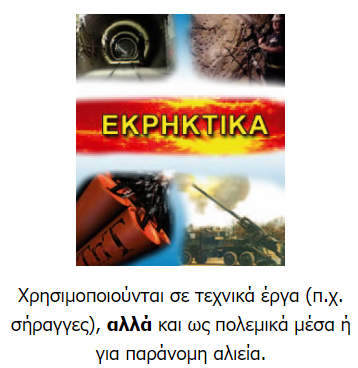 ΕΚΡΗΚΤΙΚΑ
Χρησιμοποιούνται σε τεχνικά έργα (π.χ.
σήραγγες), αλλά και ως πολεμικά μέσα ή
για παράνομη αλιεία.